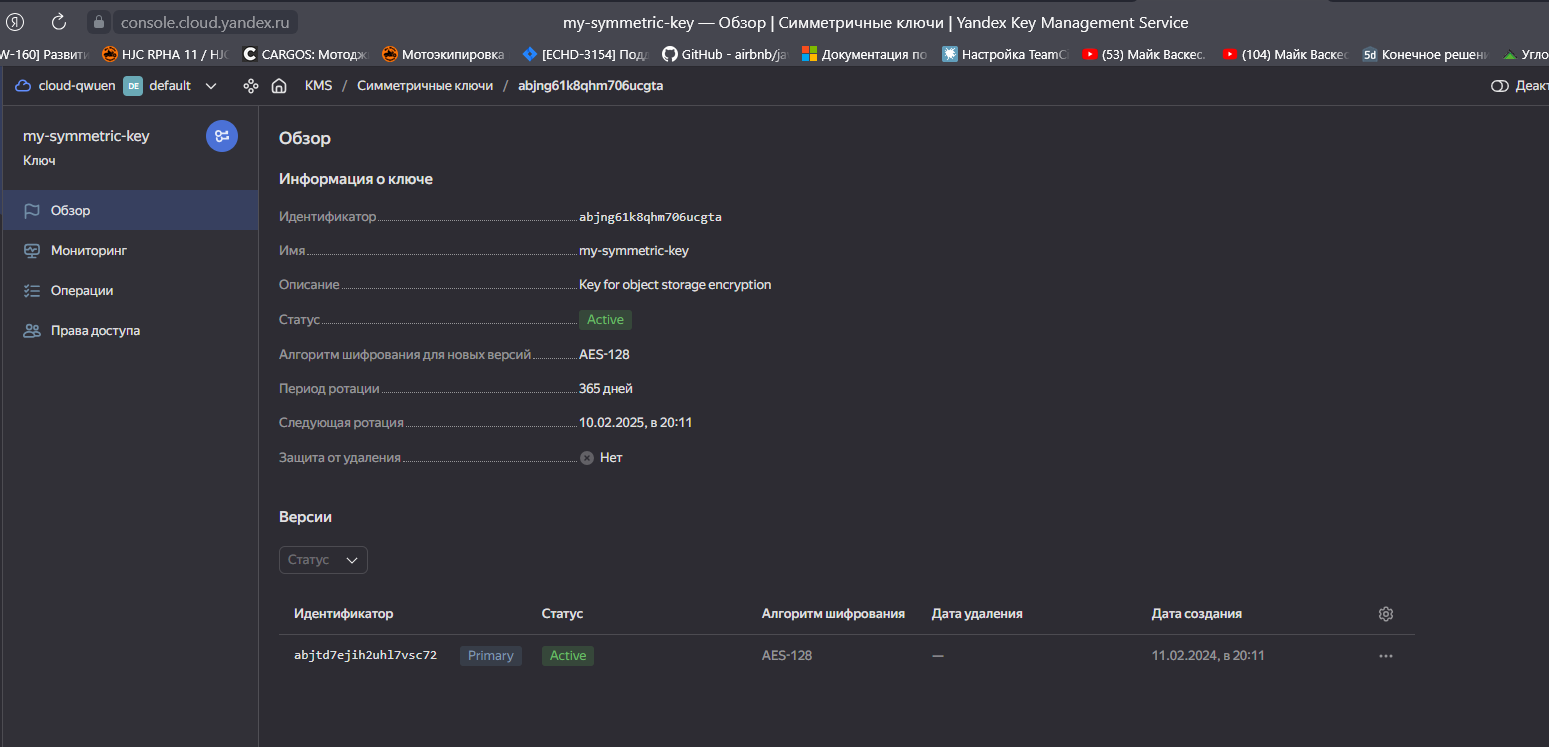 Я console.cloud.yandex.ru my-symmetric-key — Обзор | Симметричные ключи | Yandex Key Management Service
W-160] Развити HJC RPHA 11 / HJC CARGOS: Мотодж Мотоэкипировка [ECHD-3154] Подд GitHub - airbnb/ja Документация по Настройка TeamCi (53) Майк Васкес. (104) Майк Васкес 5d Конечное решени Угло
cloud-qwuen DE default KMS / Симметричные ключи / abjng61k8qhm706ucgta Деакт
my-symmetric-key
Ключ
Обзор
Мониторинг
Операции
Права доступа
Обзор
Информация о ключе
Идентификатор abjng61k8qhm706ucgta
Имя my-symmetric-key
Описание Key for object storage encryption
Статус Active
Алгоритм шифрования для новых версий AES-128
Период ротации 365 дней
Следующая ротация 10.02.2025, в 20:11
Защита от удаления Нет
Версии
Статус
Идентификатор Статус Алгоритм шифрования Дата удаления Дата создания
abjtd7ejih2uhl7vsc72 Primary Active AES-128 — 11.02.2024, в 20:11